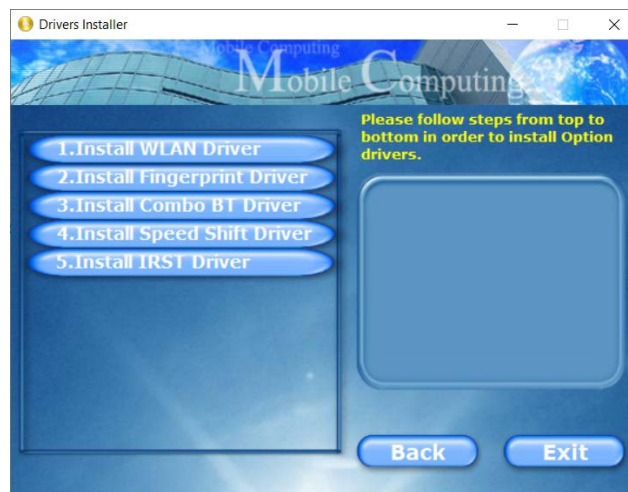 Drivers Installer
Mobile Computing
Mobile Computing
Please follow steps from top to
bottom in order to install Option
drivers.
1.Install WLAN Driver
2.Install Fingerprint Driver
3.Install Combo BT Driver
4.Install Speed Shift Driver
5.Install IRST Driver
Back
Exit